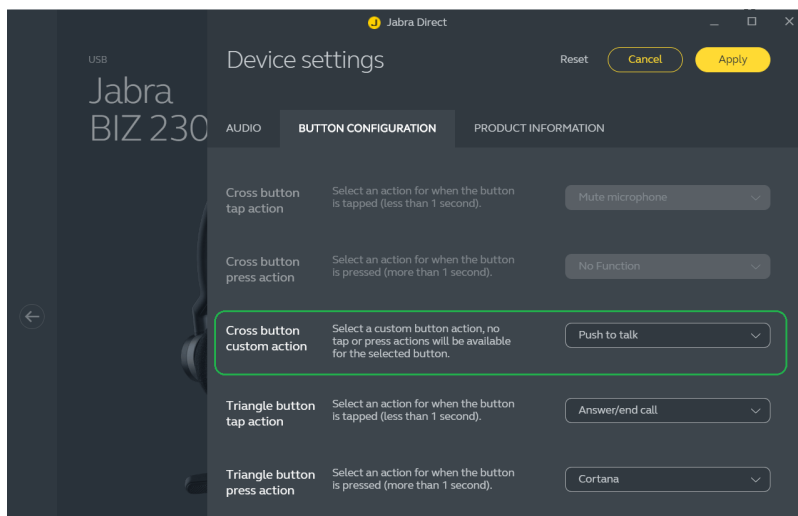 Jabra Direct
USB
Jabra
BIZ 230
Device settings
Reset
Cancel
Apply
AUDIO
BUTTON CONFIGURATION
PRODUCT INFORMATION
Cross button
tap action
Select an action for when the button
is tapped (less than 1 second).
Mute microphone
Cross button
press action
Select an action for when the button
is pressed (more than 1 second).
No Function
Cross button
custom action
Select a custom button action, no
tap or press actions will be available
for the selected button.
Push to talk
Triangle button
tap action
Select an action for when the button
is tapped (less than 1 second).
Answer/end call
Triangle button
press action
Select an action for when the button
is pressed (more than 1 second).
Cortana